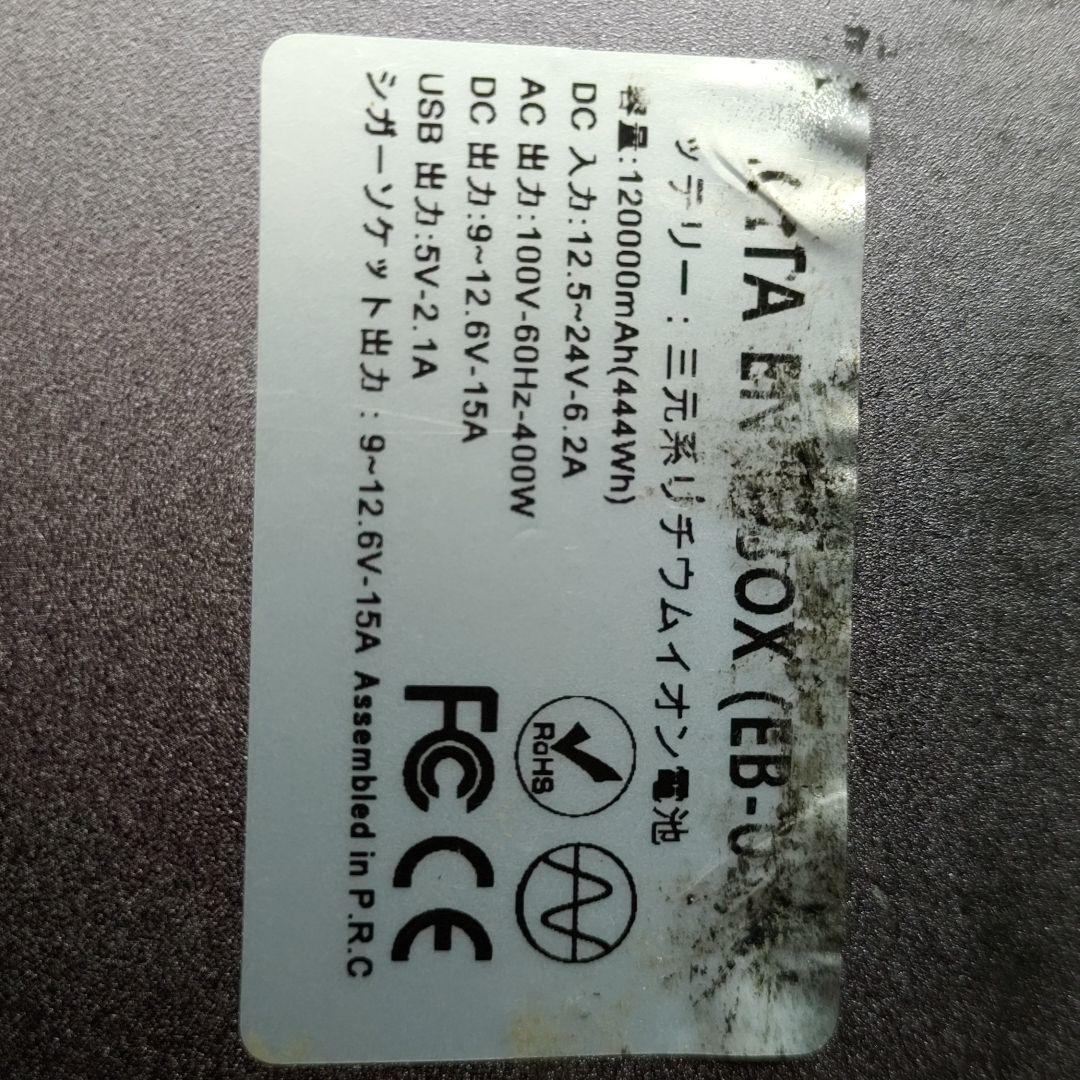 BOX (EB-
ッテリー：三元系リチウムイオン電池
容量:120000mAh(444Wh)
DC 入力:12.5~24V-6.2A
AC 出力:100V-60Hz-400W
DC 出力:9~12.6V-15A
USB 出力:5V-2.1A
シガーソケット出力：9~12.6V-15A Assembled in P.R.C
RoHS
FC CE